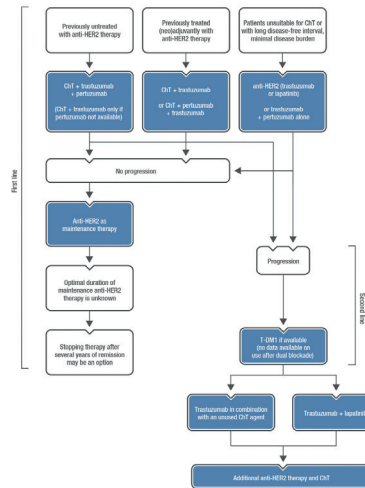 Previously untreated
with anti-HER2 therapy
Previously treated
(neo)adjuvantly with
anti-HER2 therapy
Patients unsuitable for ChT or
with long disease-free interval,
minimal disease burden
ChT + trastuzumab
+ pertuzumab
(ChT + trastuzumab only if
pertuzumab not available)
ChT + trastuzumab
or ChT + pertuzumab
+ trastuzumab
anti-HER2 (trastuzumab
or lapatinib)
or trastuzumab
+ pertuzumab alone
First line
No progression
Anti-HER2 as
maintenance therapy
Optimal duration of
maintenance anti-HER2
therapy is unknown
Stopping therapy after
several years of remission
may be an option
Progression
Second line
T-DM1 if available
(no data available on
use after dual blockade)
Trastuzumab in combination
with an unused ChT agent
Trastuzumab + lapatinib
Additional anti-HER2 therapy and ChT